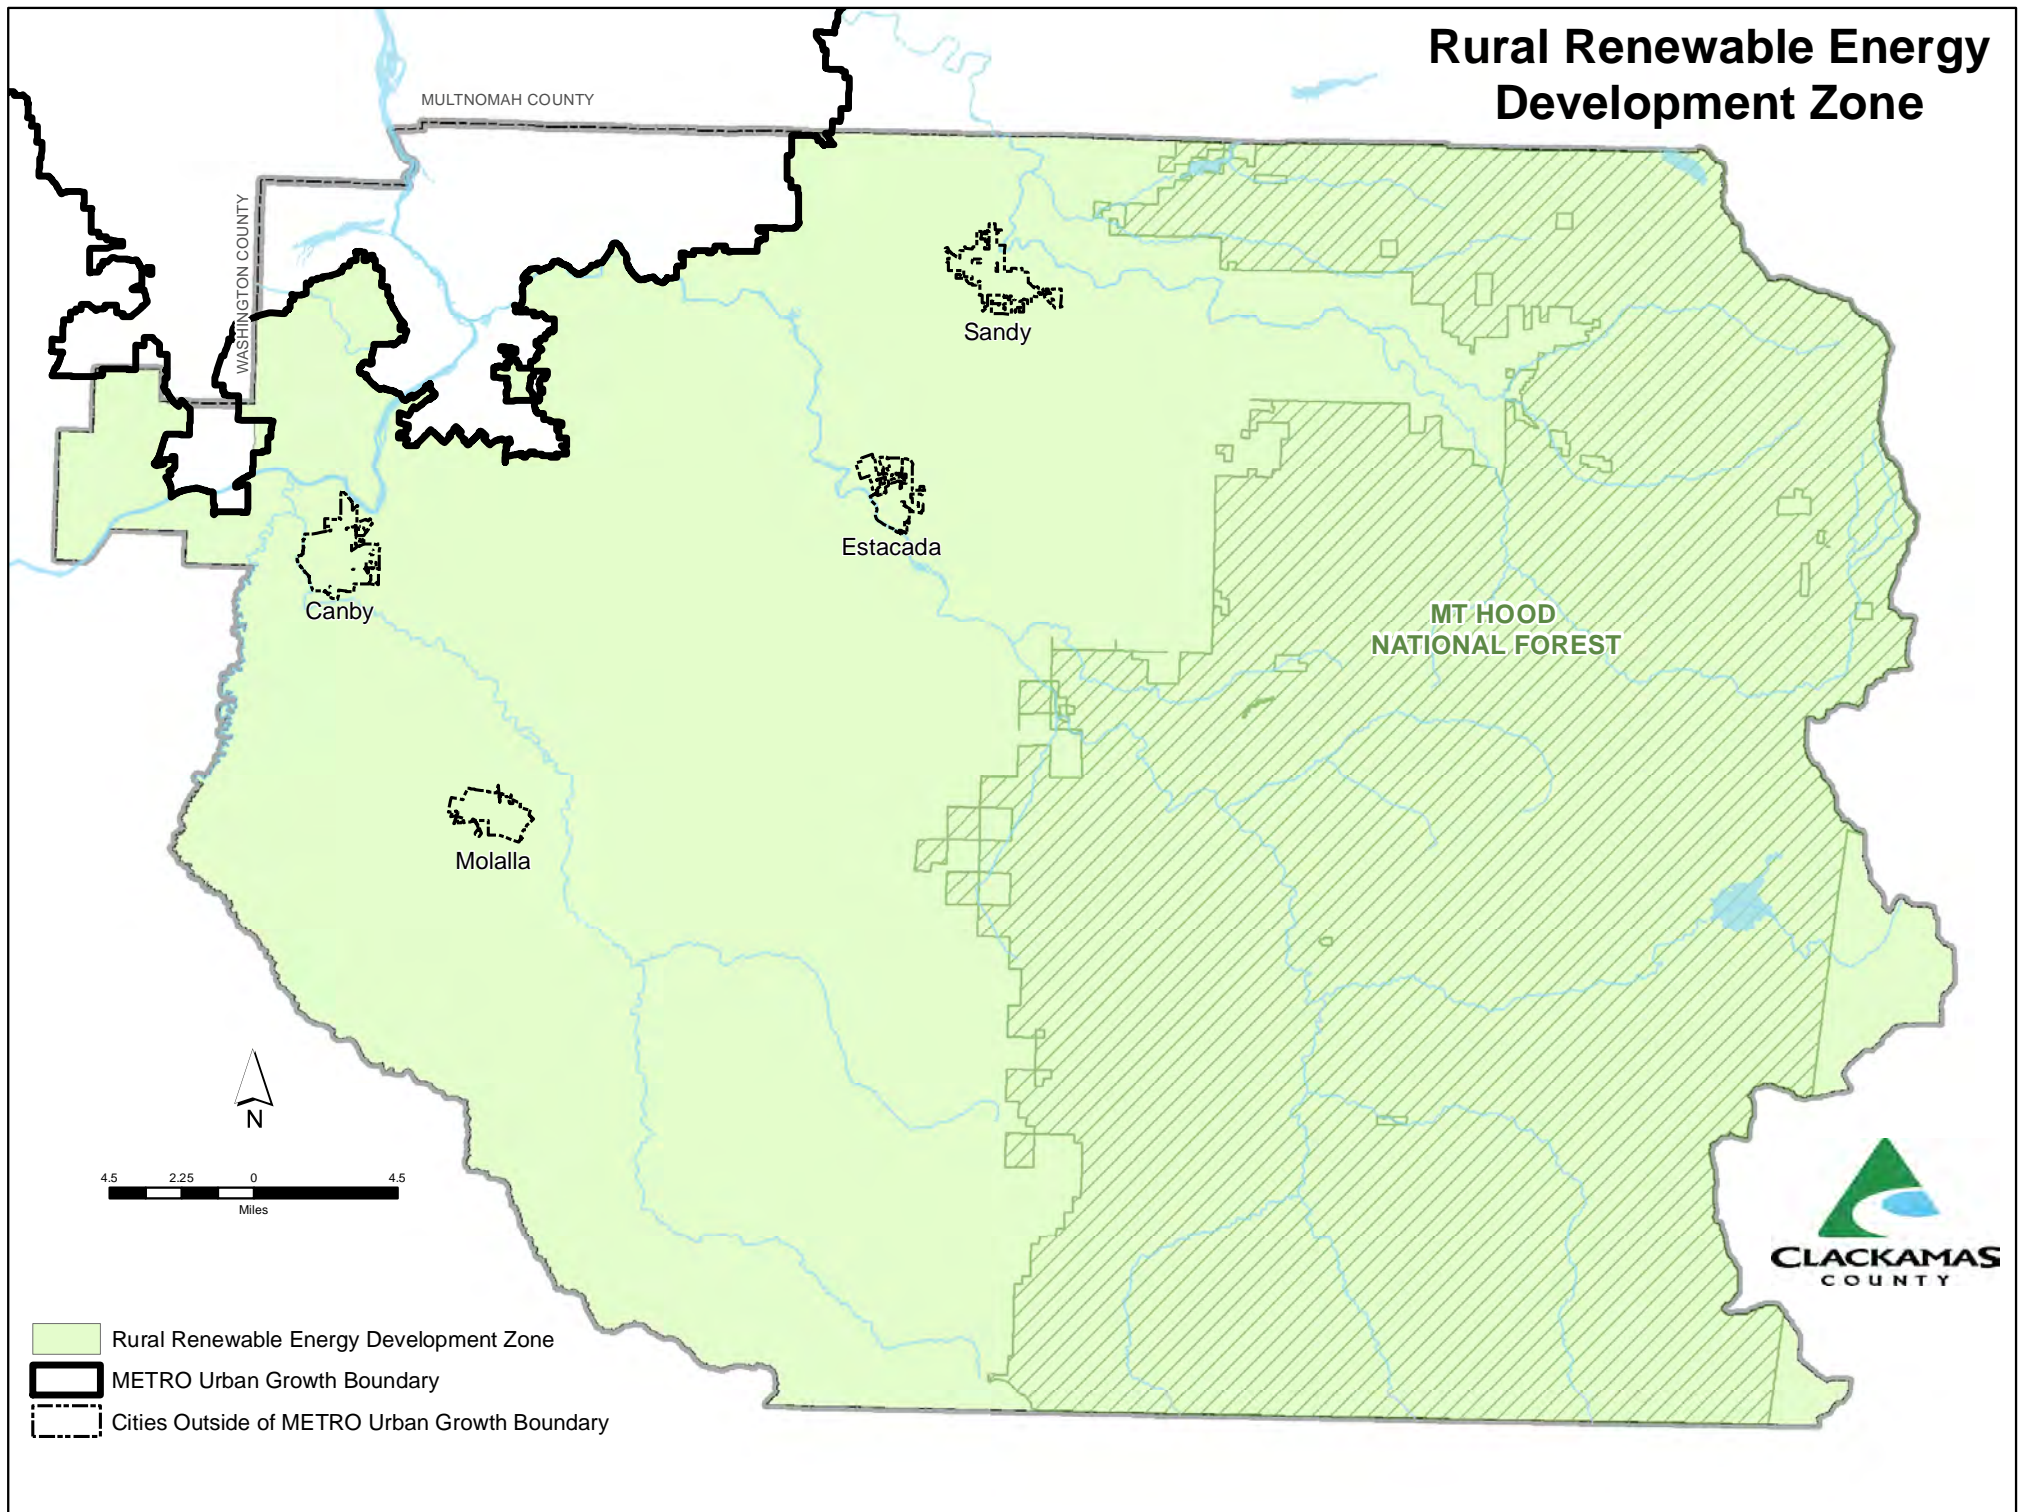 Rural Renewable Energy
Development Zone
MULTNOMAH COUNTY
WASHINGTON COUNTY
Sandy
Estacada
Canby
MT HOOD
NATIONAL FOREST
Molalla
N
4.5 2.25 0 4.5
Miles
CLACKAMAS
COUNTY
Rural Renewable Energy Development Zone
METRO Urban Growth Boundary
Cities Outside of METRO Urban Growth Boundary